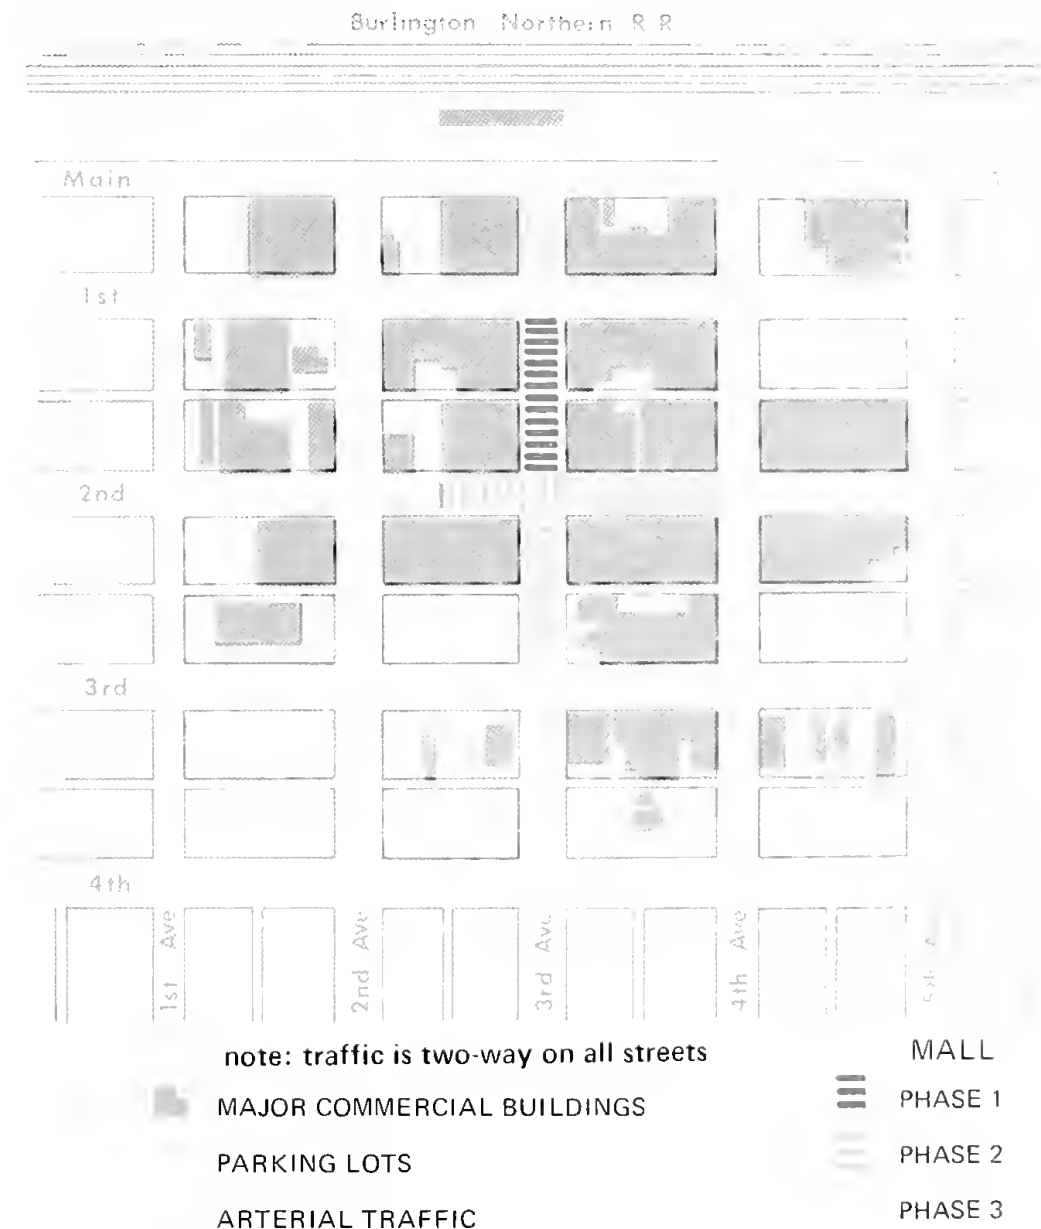 Burlington Northern R R
Main
1st
2nd
3rd
4th
1st Ave
2nd Ave
3rd Ave
4th Ave
note: traffic is two-way on all streets
MALL
MAJOR COMMERCIAL BUILDINGS
PHASE 1
PARKING LOTS
PHASE 2
ARTERIAL TRAFFIC
PHASE 3